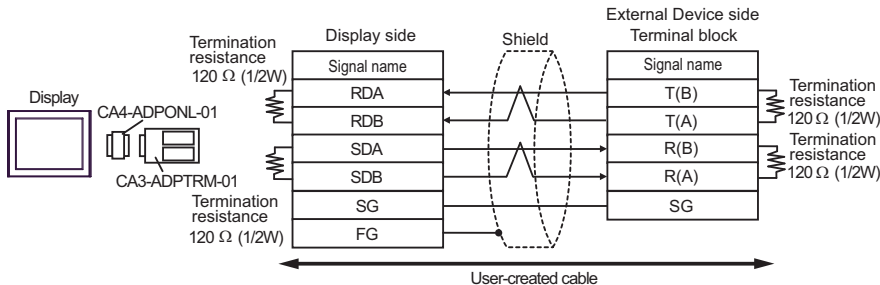 Display
CA4-ADPONL-01
CA3-ADPTRM-01
Termination
resistance
120 Ω (1/2W)
Termination
resistance
120 Ω (1/2W)
Display side
Signal name
RDA
RDB
SDA
SDB
SG
FG
Shield
External Device side
Terminal block
Signal name
T(B)
T(A)
R(B)
R(A)
SG
Termination
resistance
120 Ω (1/2W)
Termination
resistance
120 Ω (1/2W)
User-created cable